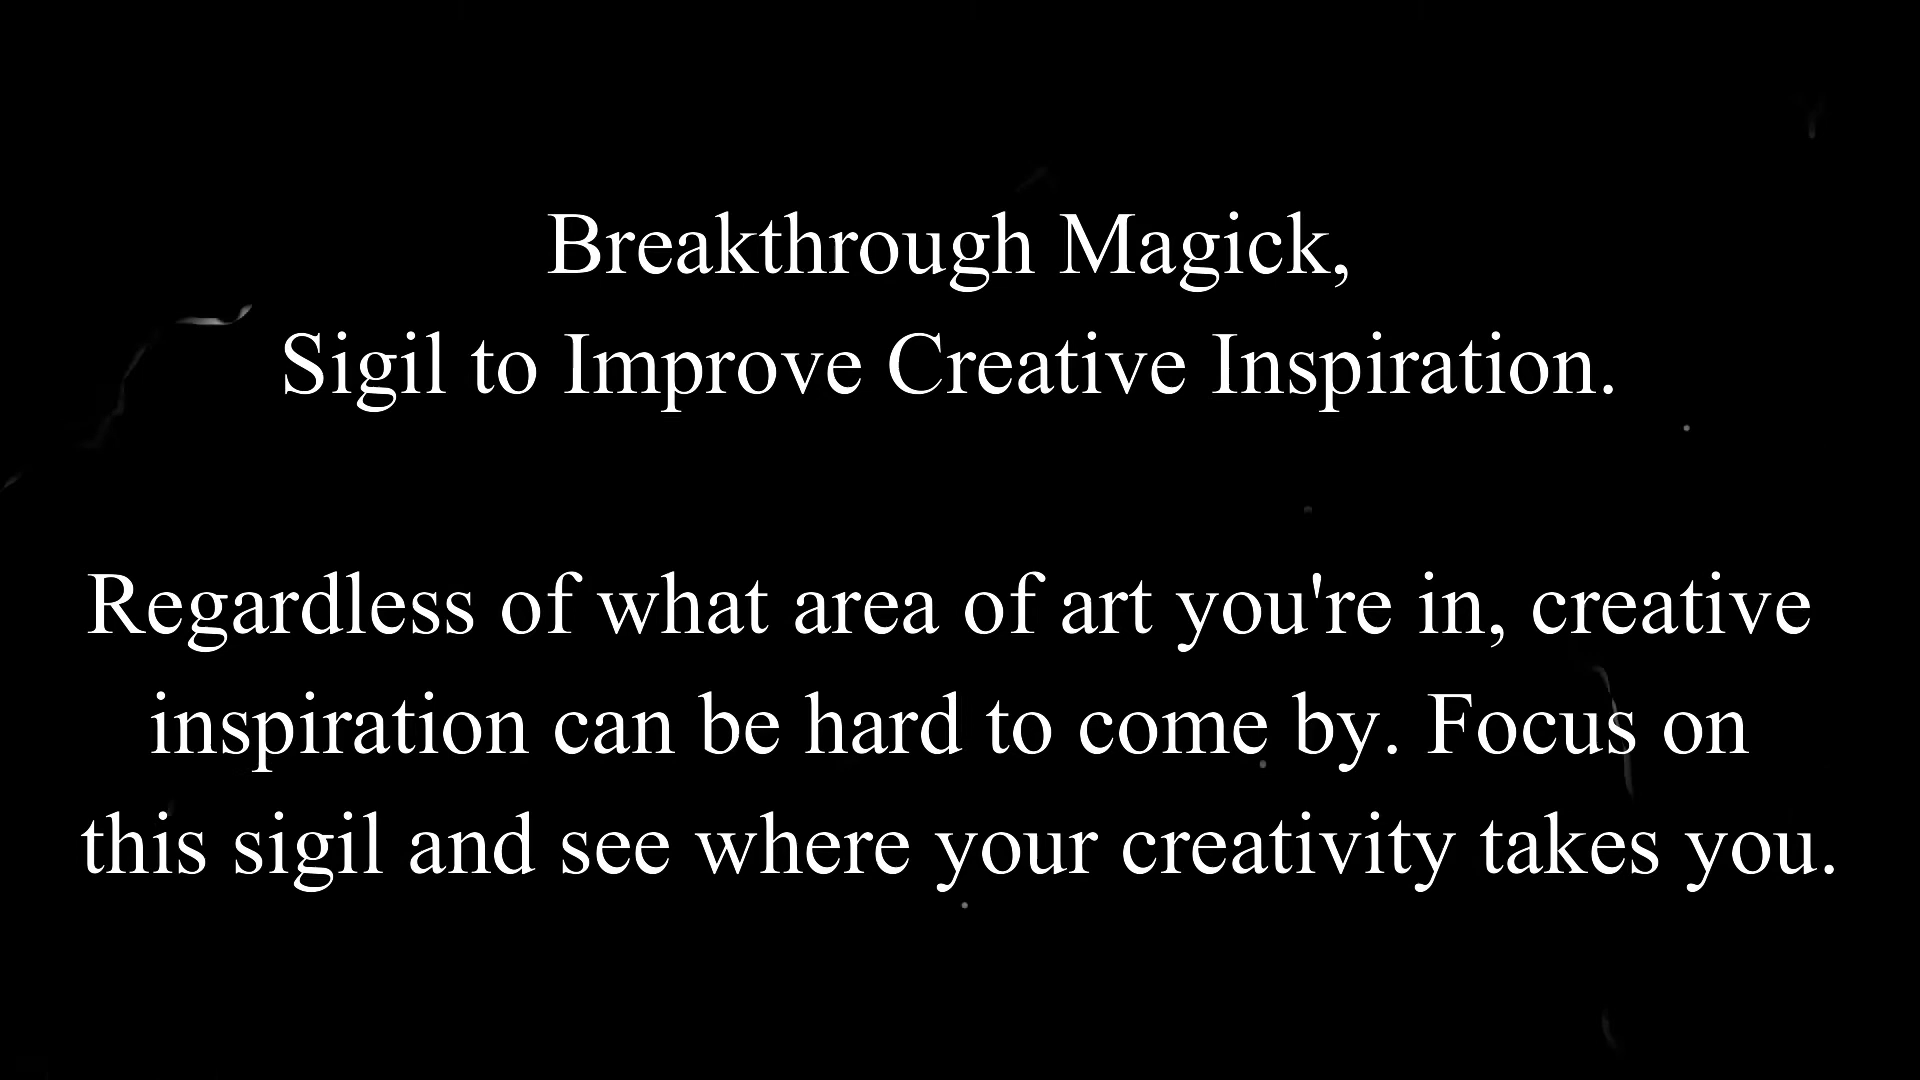 Breakthrough Magick,
Sigil to Improve Creative Inspiration.
Regardless of what area of art you're in, creative
inspiration can be hard to come by. Focus on
this sigil and see where your creativity takes you.